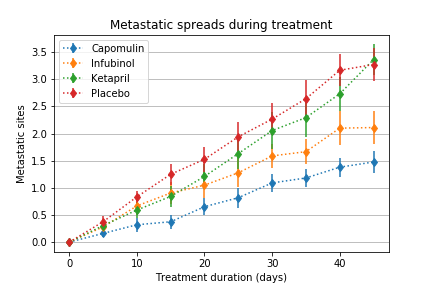 Metastatic spreads during treatment
Capomulin
Infubinol
Ketapril
Placebo
Metastatic sites
3.5
3.0
2.5
2.0
1.5
1.0
0.5
0.0
0
10
20
30
40
Treatment duration (days)